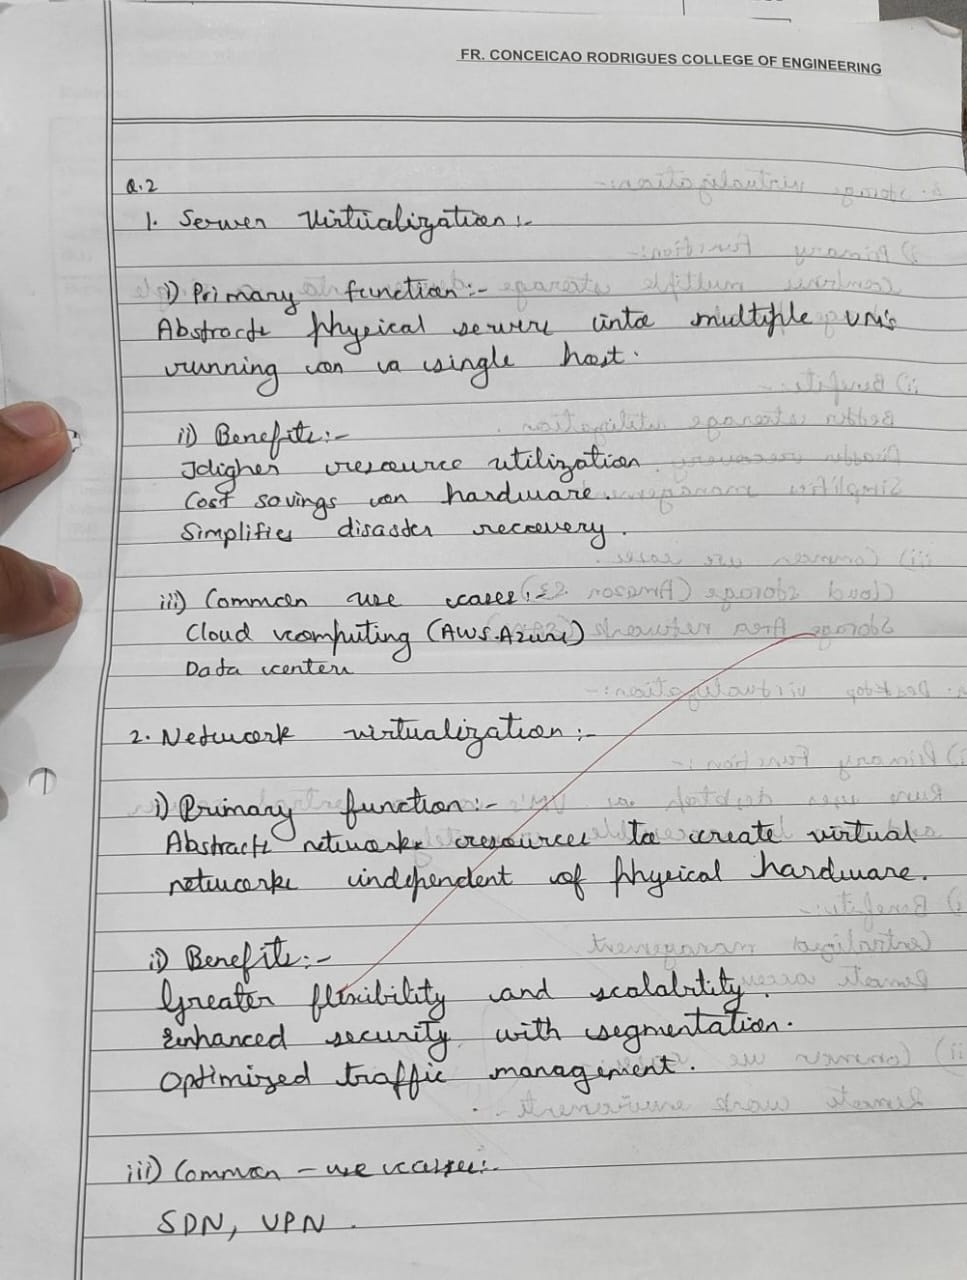 FR. CONCEICAO RODRIGUES COLLEGE OF ENGINEERING
Q.2
1. Server Virtualization :-
i) Primary function :-
Abstracts physical servers into multiple VM's
running on a single host.
ii) Benefits :-
Higher resource utilization
Cost savings on hardware
Simplifies disaster recovery.
iii) Common use cases :-
Cloud computing (AWS.Azure)
Data centers
2. Network virtualization :-
i) Primary function :-
Abstracts network resources to create virtual
networks independent of physical hardware.
ii) Benefits :-
Greater flexibility and scalability.
Enhanced security with segmentation.
Optimized traffic management.
iii) Common - use cases :-
SDN, VPN.